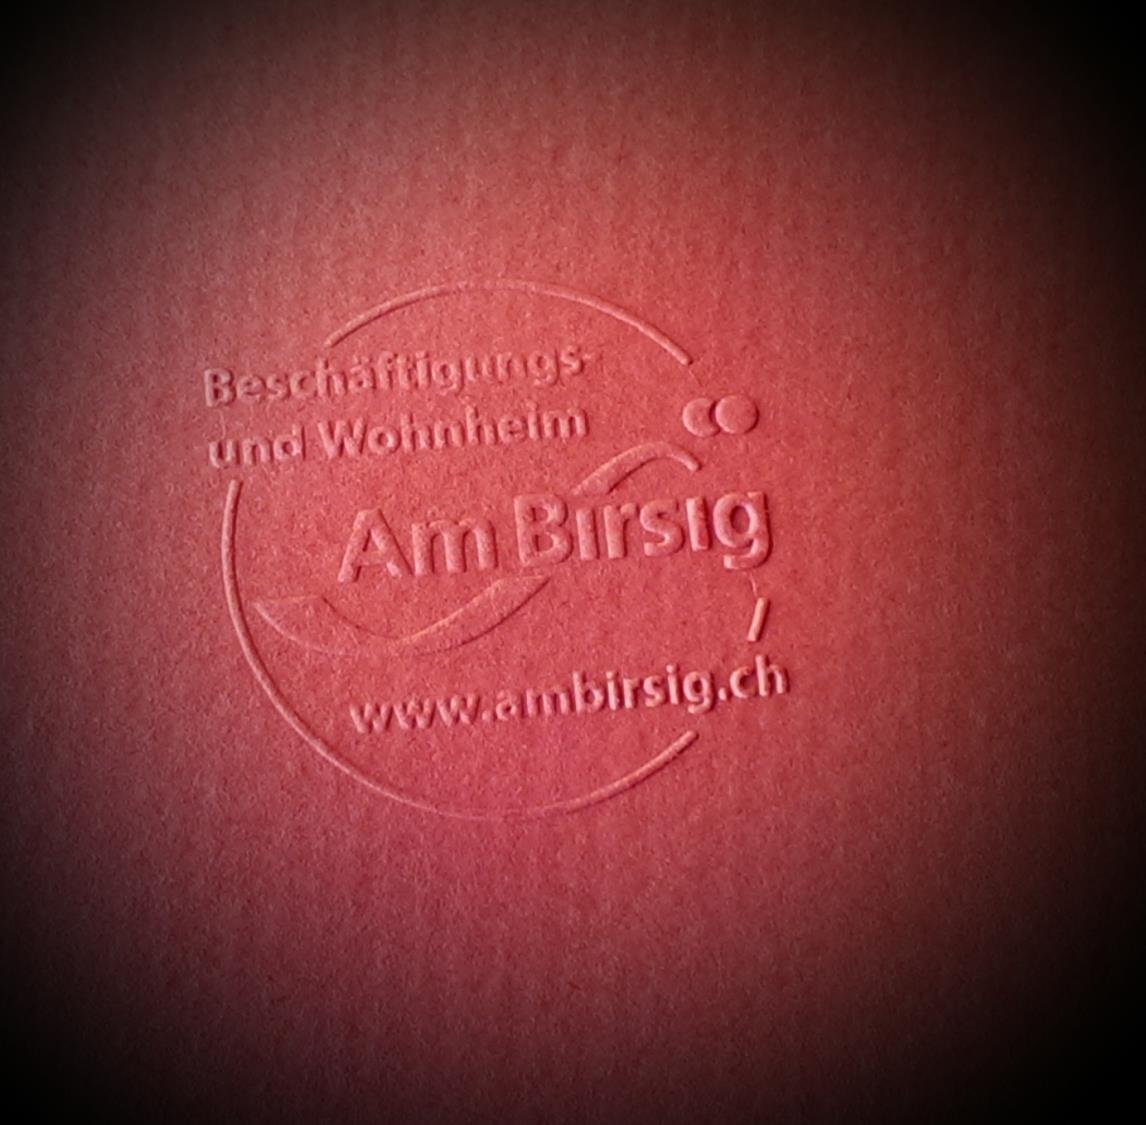 Beschäftigungs-
und Wohnheim
Am Birsig
www.ambirsig.ch